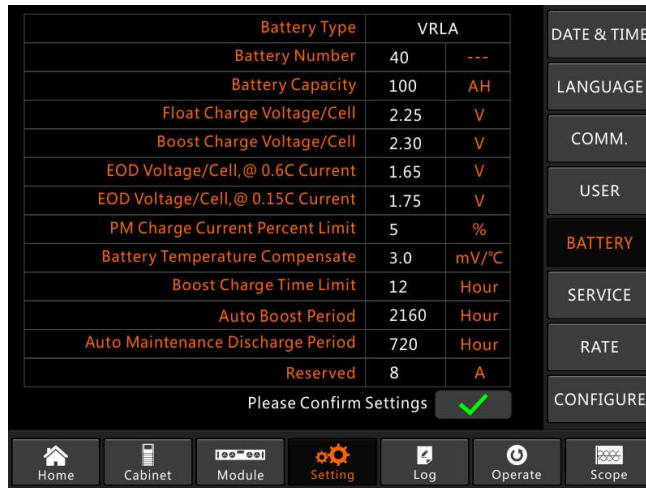 Battery Type VRLA
Battery Number 40 ---
Battery Capacity 100 AH
Float Charge Voltage/Cell 2.25 V
Boost Charge Voltage/Cell 2.30 V
EOD Voltage/Cell,@ 0.6C Current 1.65 V
EOD Voltage/Cell,@ 0.15C Current 1.75 V
PM Charge Current Percent Limit 5 %
Battery Temperature Compensate 3.0 mV/℃
Boost Charge Time Limit 12 Hour
Auto Boost Period 2160 Hour
Auto Maintenance Discharge Period 720 Hour
Reserved 8 A
Please Confirm Settings
DATE & TIME
LANGUAGE
COMM.
USER
BATTERY
SERVICE
RATE
CONFIGURE
Home Cabinet Module Setting Log Operate Scope